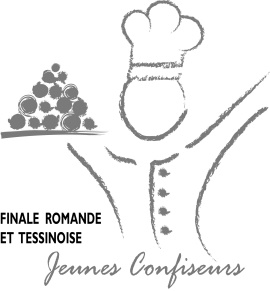 FINALE ROMANDE
ET TESSINOISE
Jeunes Confiseurs